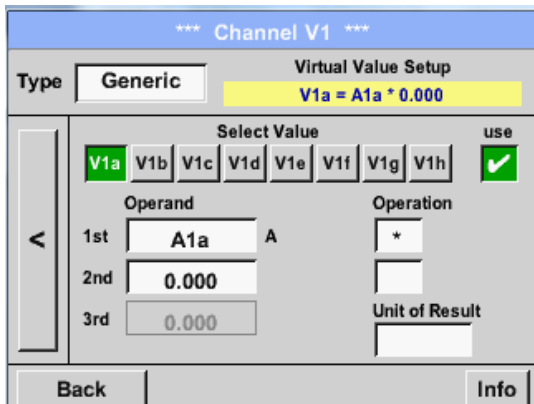 *** Channel V1 ***
Type Generic
Virtual Value Setup
V1a = A1a * 0.000
Select Value use
V1a V1b V1c V1d V1e V1f V1g V1h ✔
Operand Operation
< 1st A1a A *
2nd 0.000
3rd 0.000
Unit of Result
Back Info